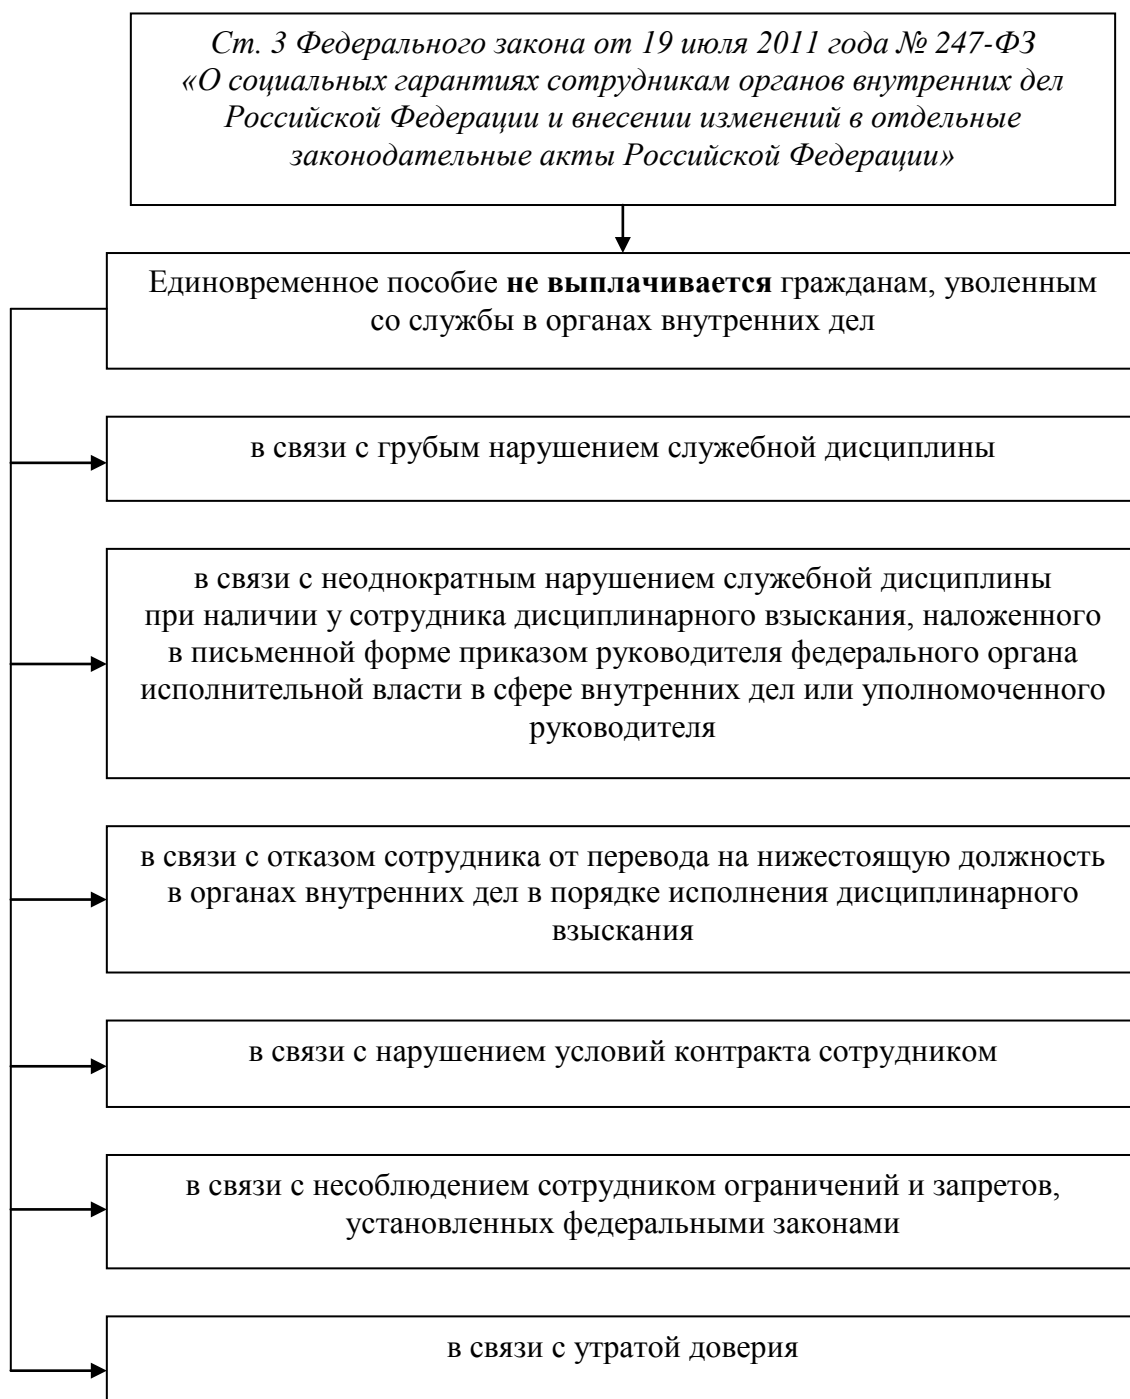 Ст. 3 Федерального закона от 19 июля 2011 года № 247-ФЗ
«О социальных гарантиях сотрудникам органов внутренних дел
Российской Федерации и внесении изменений в отдельные
законодательные акты Российской Федерации»
Единовременное пособие не выплачивается гражданам, уволенным
со службы в органах внутренних дел
в связи с грубым нарушением служебной дисциплины
в связи с неоднократным нарушением служебной дисциплины
при наличии у сотрудника дисциплинарного взыскания, наложенного
в письменной форме приказом руководителя федерального органа
исполнительной власти в сфере внутренних дел или уполномоченного
руководителя
в связи с отказом сотрудника от перевода на нижестоящую должность
в органах внутренних дел в порядке исполнения дисциплинарного
взыскания
в связи с нарушением условий контракта сотрудником
в связи с несоблюдением сотрудником ограничений и запретов,
установленных федеральными законами
в связи с утратой доверия